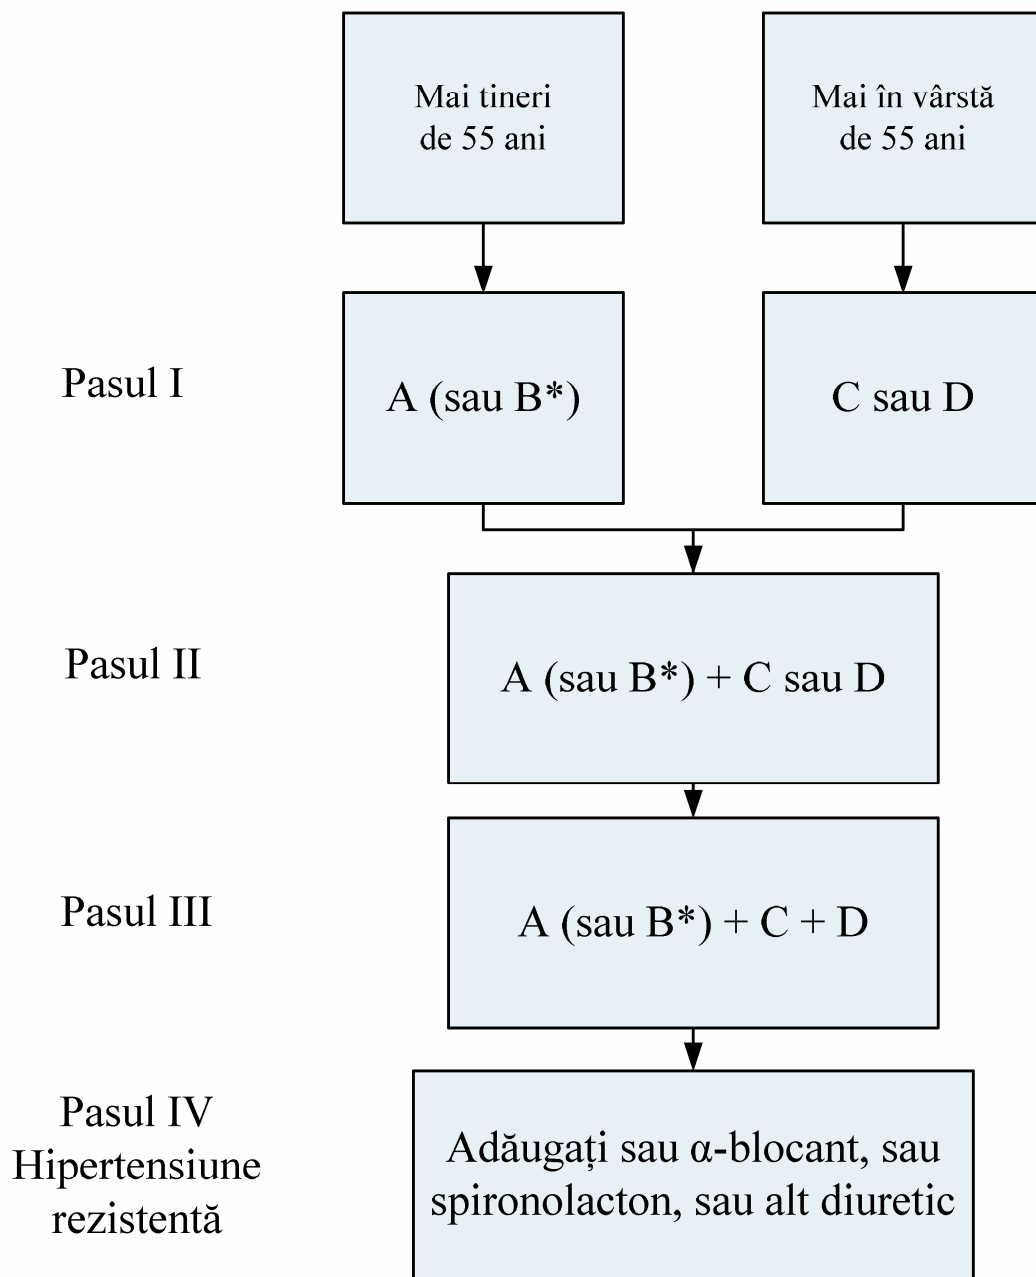 Mai tineri
de 55 ani
Mai în vârstă
de 55 ani
Pasul I
A (sau B*)
C sau D
Pasul II
A (sau B*) + C sau D
Pasul III
A (sau B*) + C + D
Pasul IV
Hipertensiune
rezistentă
Adăugați sau α-blocant, sau
spironolacton, sau alt diuretic